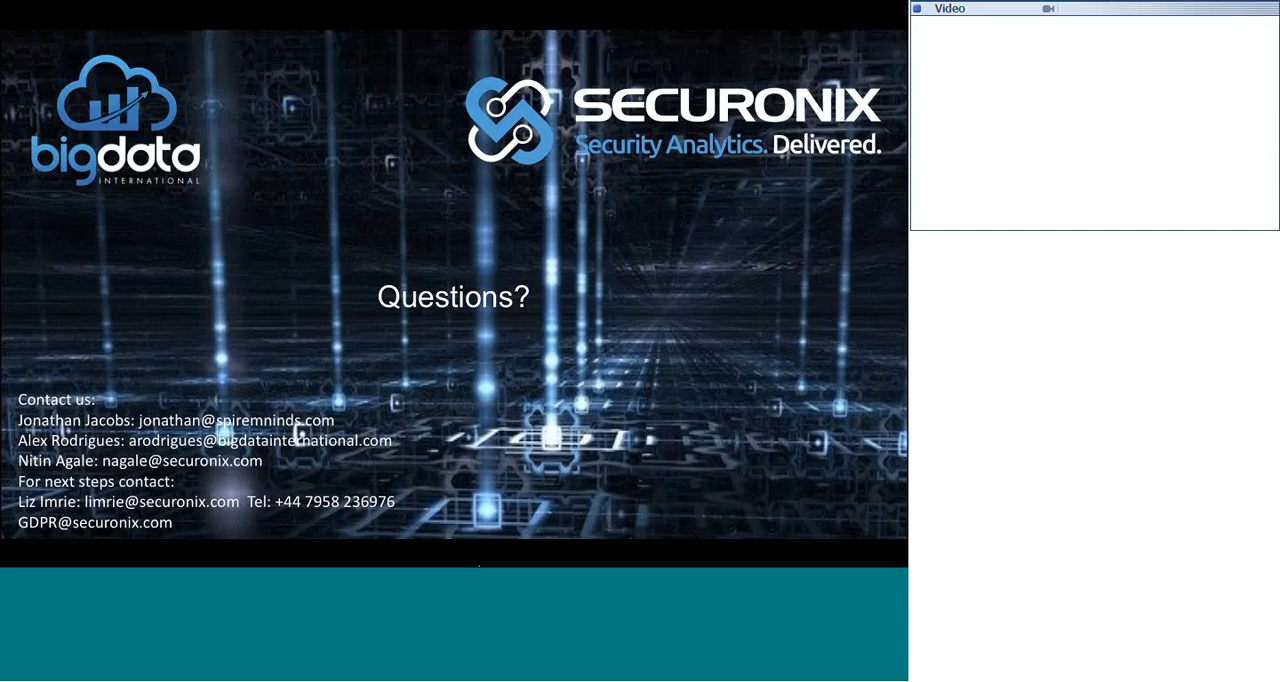 Video
bigdata
INTERNATIONAL
SECURONIX
Security Analytics. Delivered.
Questions?
Contact us:
Jonathan Jacobs: jonathan@spiremninds.com
Alex Rodrigues: arodrigues@bigdatainternational.com
Nitin Agale: nagale@securonix.com
For next steps contact:
Liz Imrie: limrie@securonix.com  Tel: +44 7958 236976
GDPR@securonix.com